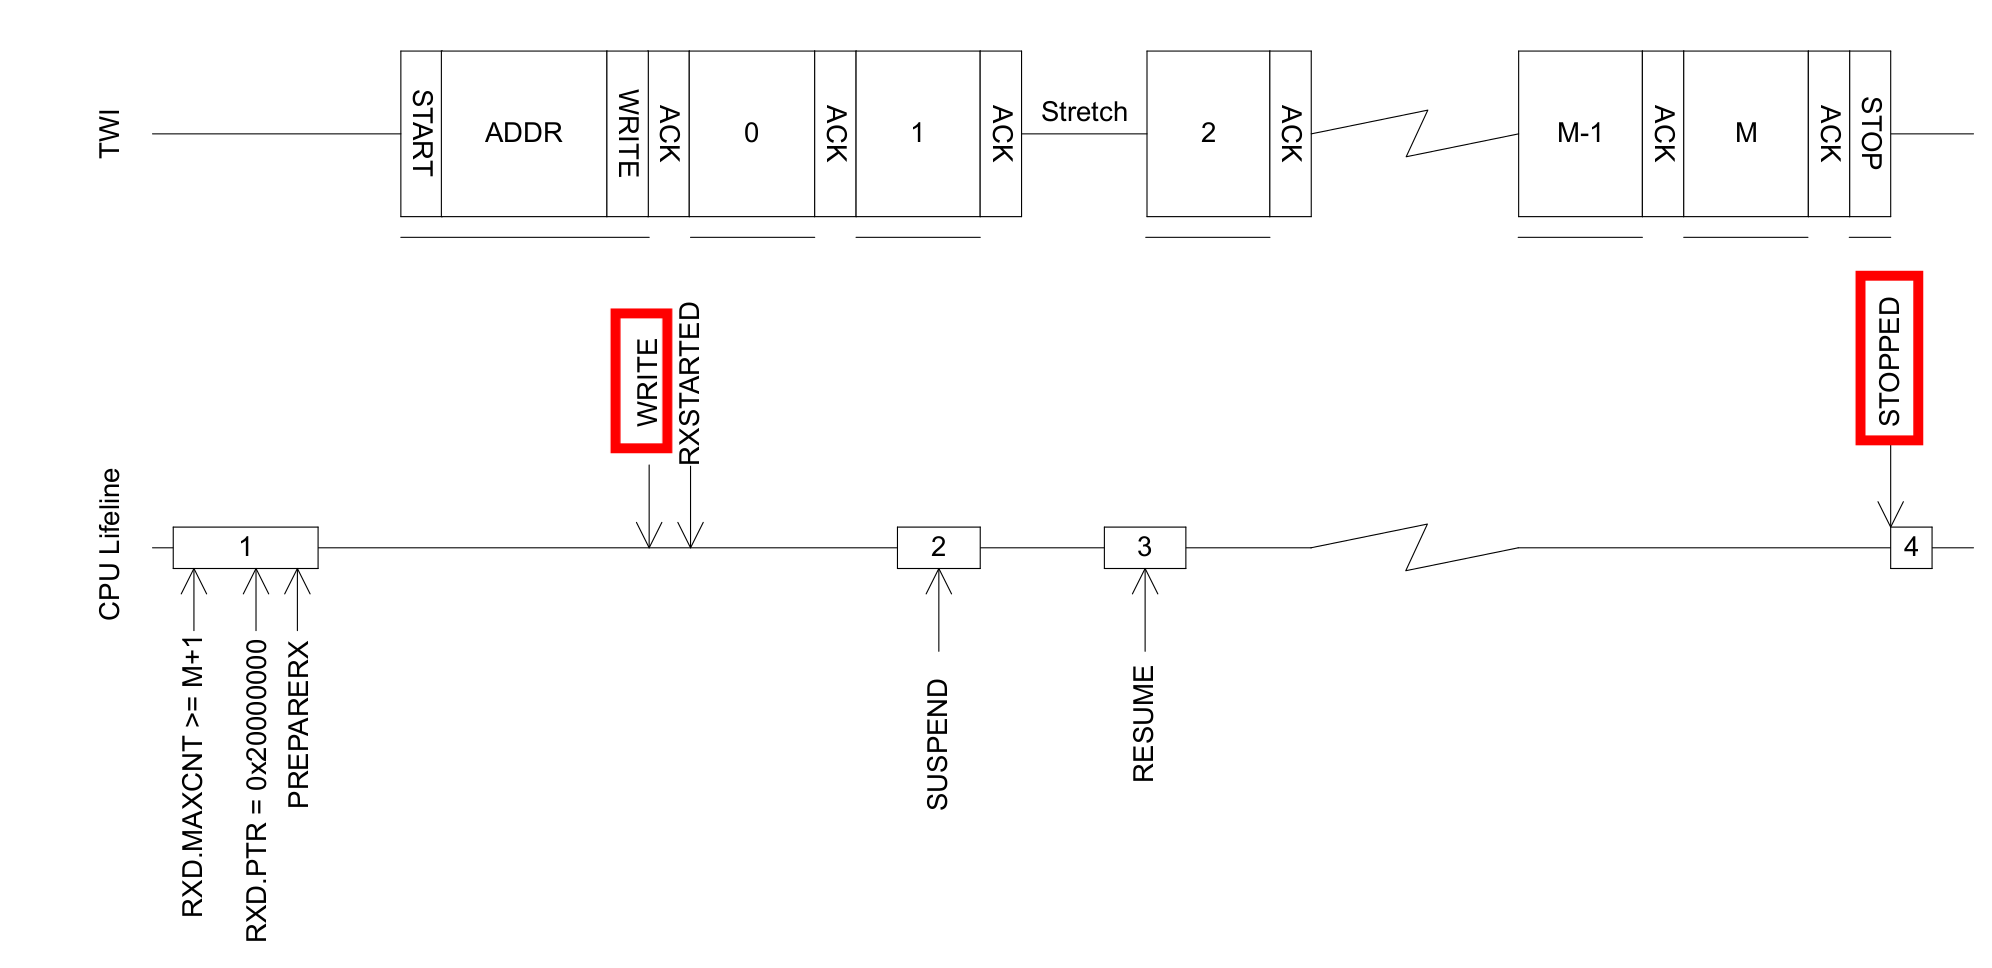 TWI
START
ADDR
WRITE
ACK
0
ACK
1
ACK
Stretch
2
ACK
M-1
ACK
M
ACK
STOP
WRITE
RXSTARTED
STOPPED
CPU Lifeline
1
2
3
4
RXD.MAXCNT >= M+1
RXD.PTR = 0x20000000
PREPARERX
SUSPEND
RESUME